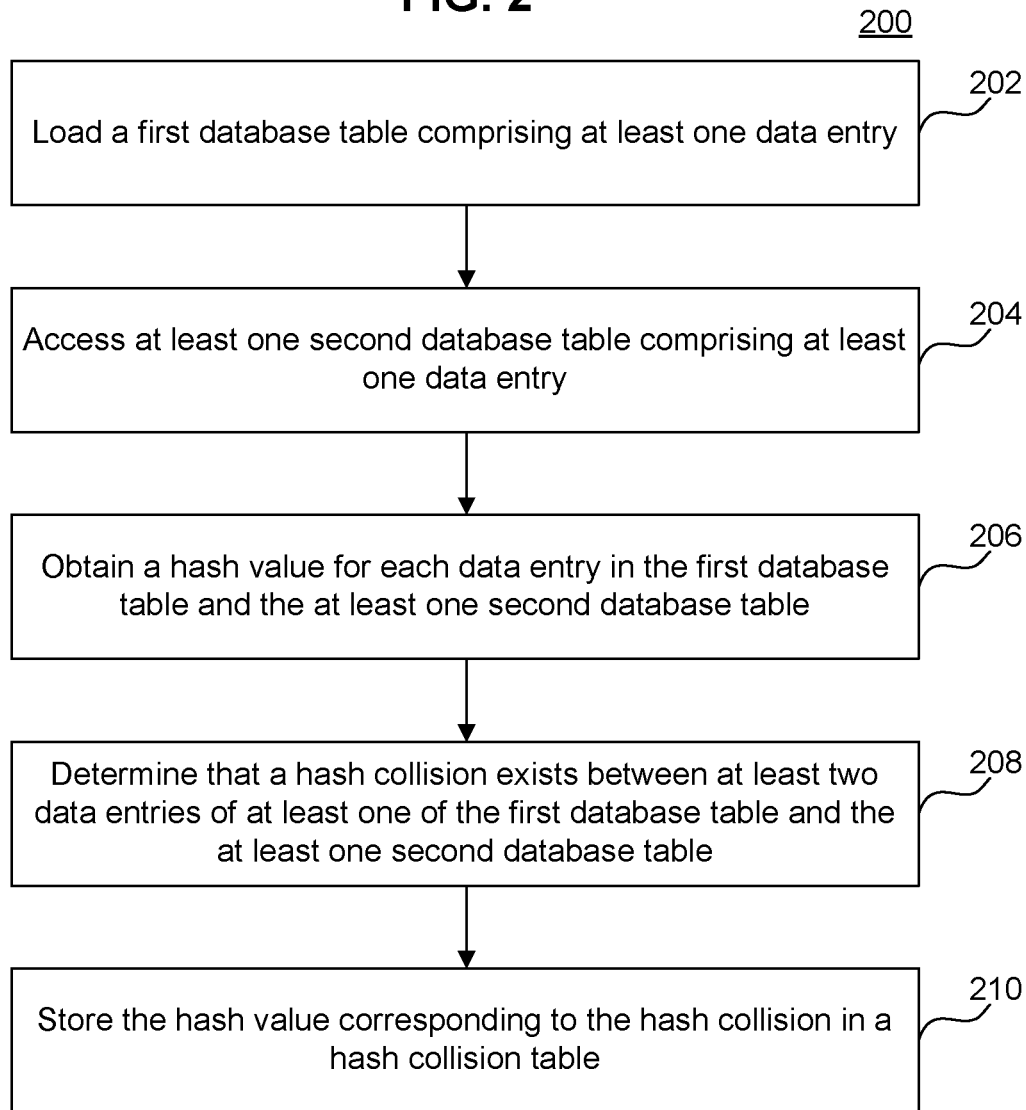 FIG. 2
200
Load a first database table comprising at least one data entry
202
Access at least one second database table comprising at least
one data entry
204
Obtain a hash value for each data entry in the first database
table and the at least one second database table
206
Determine that a hash collision exists between at least two
data entries of at least one of the first database table and the
at least one second database table
208
Store the hash value corresponding to the hash collision in a
hash collision table
210